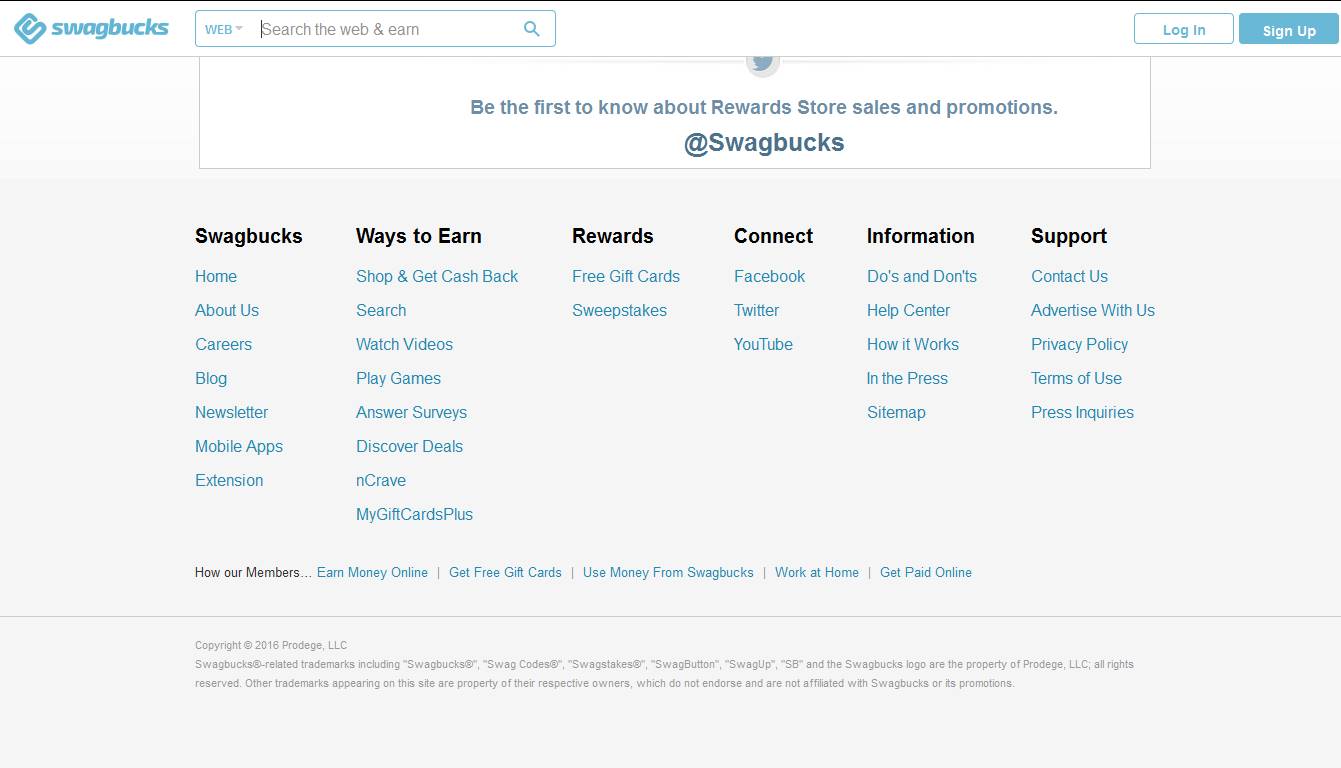 swagbucks WEB Search the web & earn Log In Sign Up
Be the first to know about Rewards Store sales and promotions.
@Swagbucks
Swagbucks
Home
About Us
Careers
Blog
Newsletter
Mobile Apps
Extension
Ways to Earn
Shop & Get Cash Back
Search
Watch Videos
Play Games
Answer Surveys
Discover Deals
nCrave
MyGiftCardsPlus
Rewards
Free Gift Cards
Sweepstakes
Connect
Facebook
Twitter
YouTube
Information
Do's and Don'ts
Help Center
How it Works
In the Press
Sitemap
Support
Contact Us
Advertise With Us
Privacy Policy
Terms of Use
Press Inquiries
How our Members... Earn Money Online | Get Free Gift Cards | Use Money From Swagbucks | Work at Home | Get Paid Online
Copyright © 2016 Prodege, LLC
Swagbucks®-related trademarks including "Swagbucks®", "Swag Codes®", "Swagstakes®", "SwagButton", "SwagUp", "SB" and the Swagbucks logo are the property of Prodege, LLC; all rights
reserved. Other trademarks appearing on this site are property of their respective owners, which do not endorse and are not affiliated with Swagbucks or its promotions.